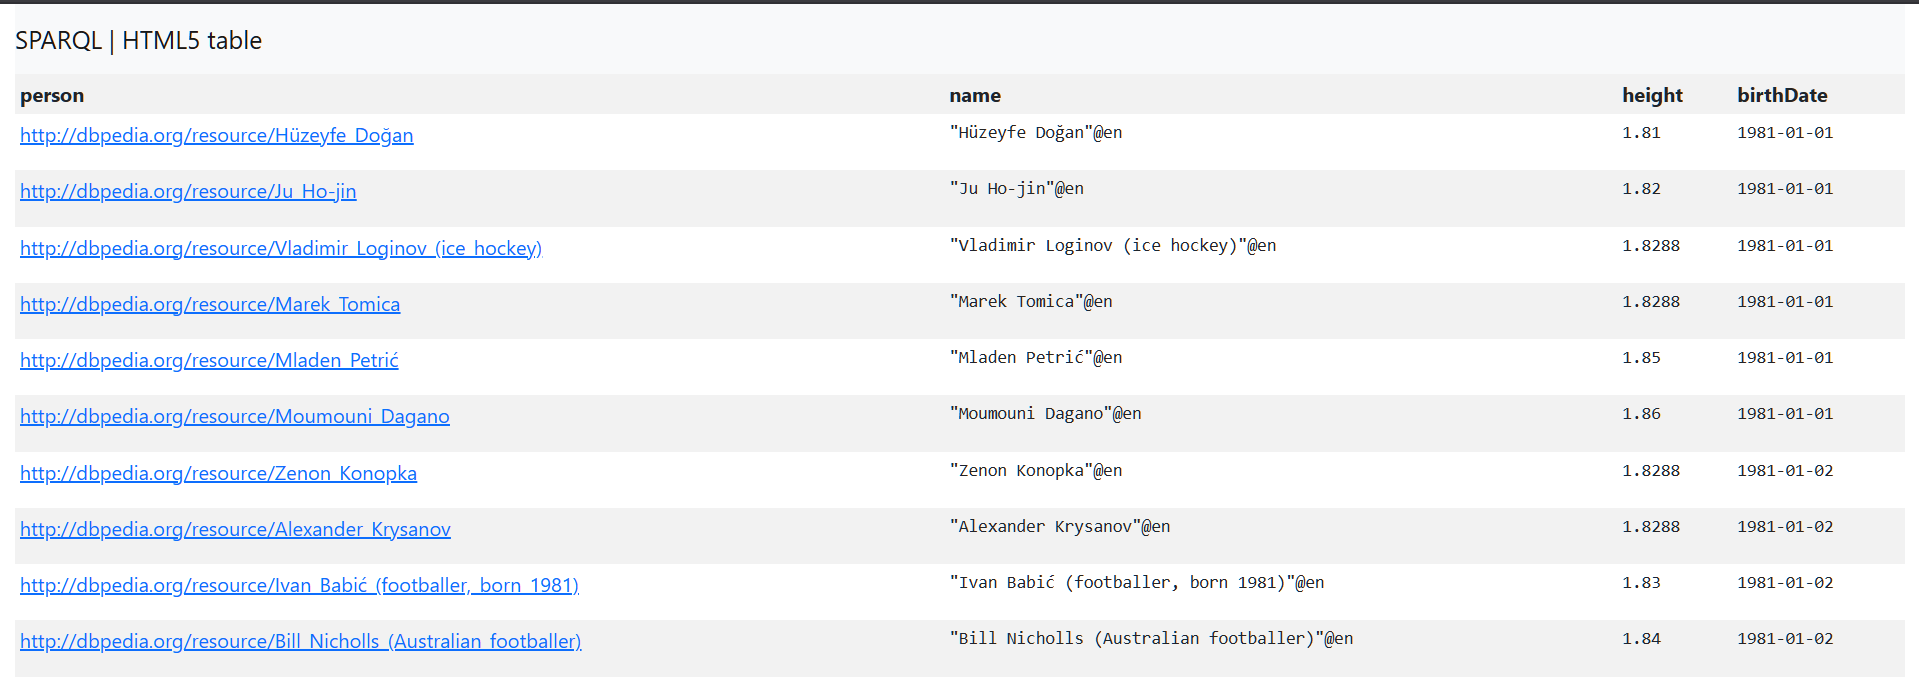 SPARQL | HTML5 table
person name height birthDate
http://dbpedia.org/resource/Hüzeyfe_Doğan "Hüzeyfe Doğan"@en 1.81 1981-01-01
http://dbpedia.org/resource/Ju_Ho-jin "Ju Ho-jin"@en 1.82 1981-01-01
http://dbpedia.org/resource/Vladimir_Loginov_(ice_hockey) "Vladimir Loginov (ice hockey)"@en 1.8288 1981-01-01
http://dbpedia.org/resource/Marek_Tomica "Marek Tomica"@en 1.8288 1981-01-01
http://dbpedia.org/resource/Mladen_Petrić "Mladen Petrić"@en 1.85 1981-01-01
http://dbpedia.org/resource/Moumouni_Dagano "Moumouni Dagano"@en 1.86 1981-01-01
http://dbpedia.org/resource/Zenon_Konopka "Zenon Konopka"@en 1.8288 1981-01-02
http://dbpedia.org/resource/Alexander_Krysanov "Alexander Krysanov"@en 1.8288 1981-01-02
http://dbpedia.org/resource/Ivan_Babić_(footballer,_born_1981) "Ivan Babić (footballer, born 1981)"@en 1.83 1981-01-02
http://dbpedia.org/resource/Bill_Nicholls_(Australian_footballer) "Bill Nicholls (Australian footballer)"@en 1.84 1981-01-02